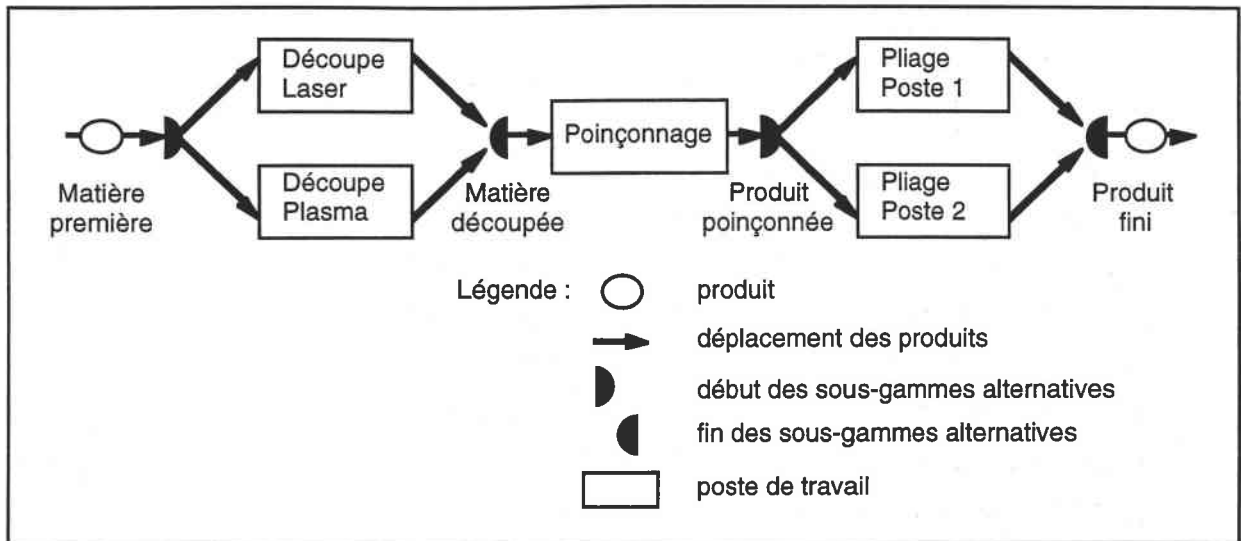 Découpe
Laser
Pliage
Poste 1
Poinçonnage
Matière
première
Découpe
Plasma
Matière
découpée
Produit
poinçonnée
Pliage
Poste 2
Produit
fini
Légende :
produit
déplacement des produits
début des sous-gammes alternatives
fin des sous-gammes alternatives
poste de travail